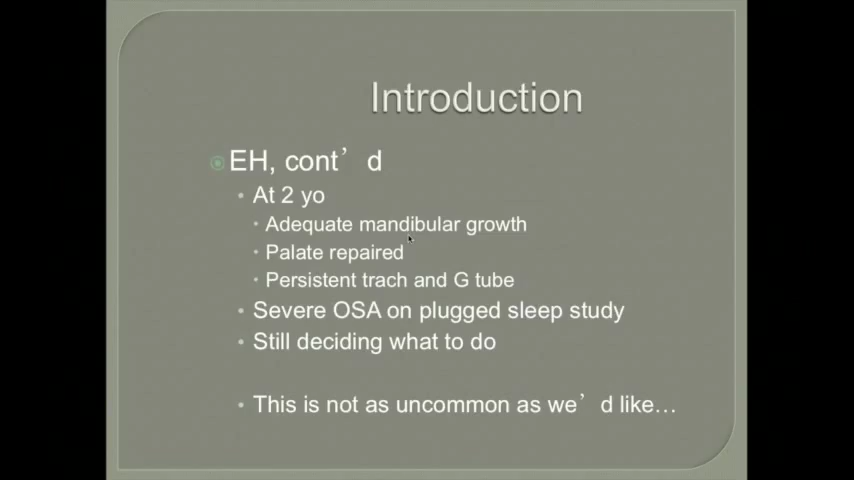 Introduction
EH, cont’d
At 2 yo
Adequate mandibular growth
Palate repaired
Persistent trach and G tube
Severe OSA on plugged sleep study
Still deciding what to do
This is not as uncommon as we’d like…